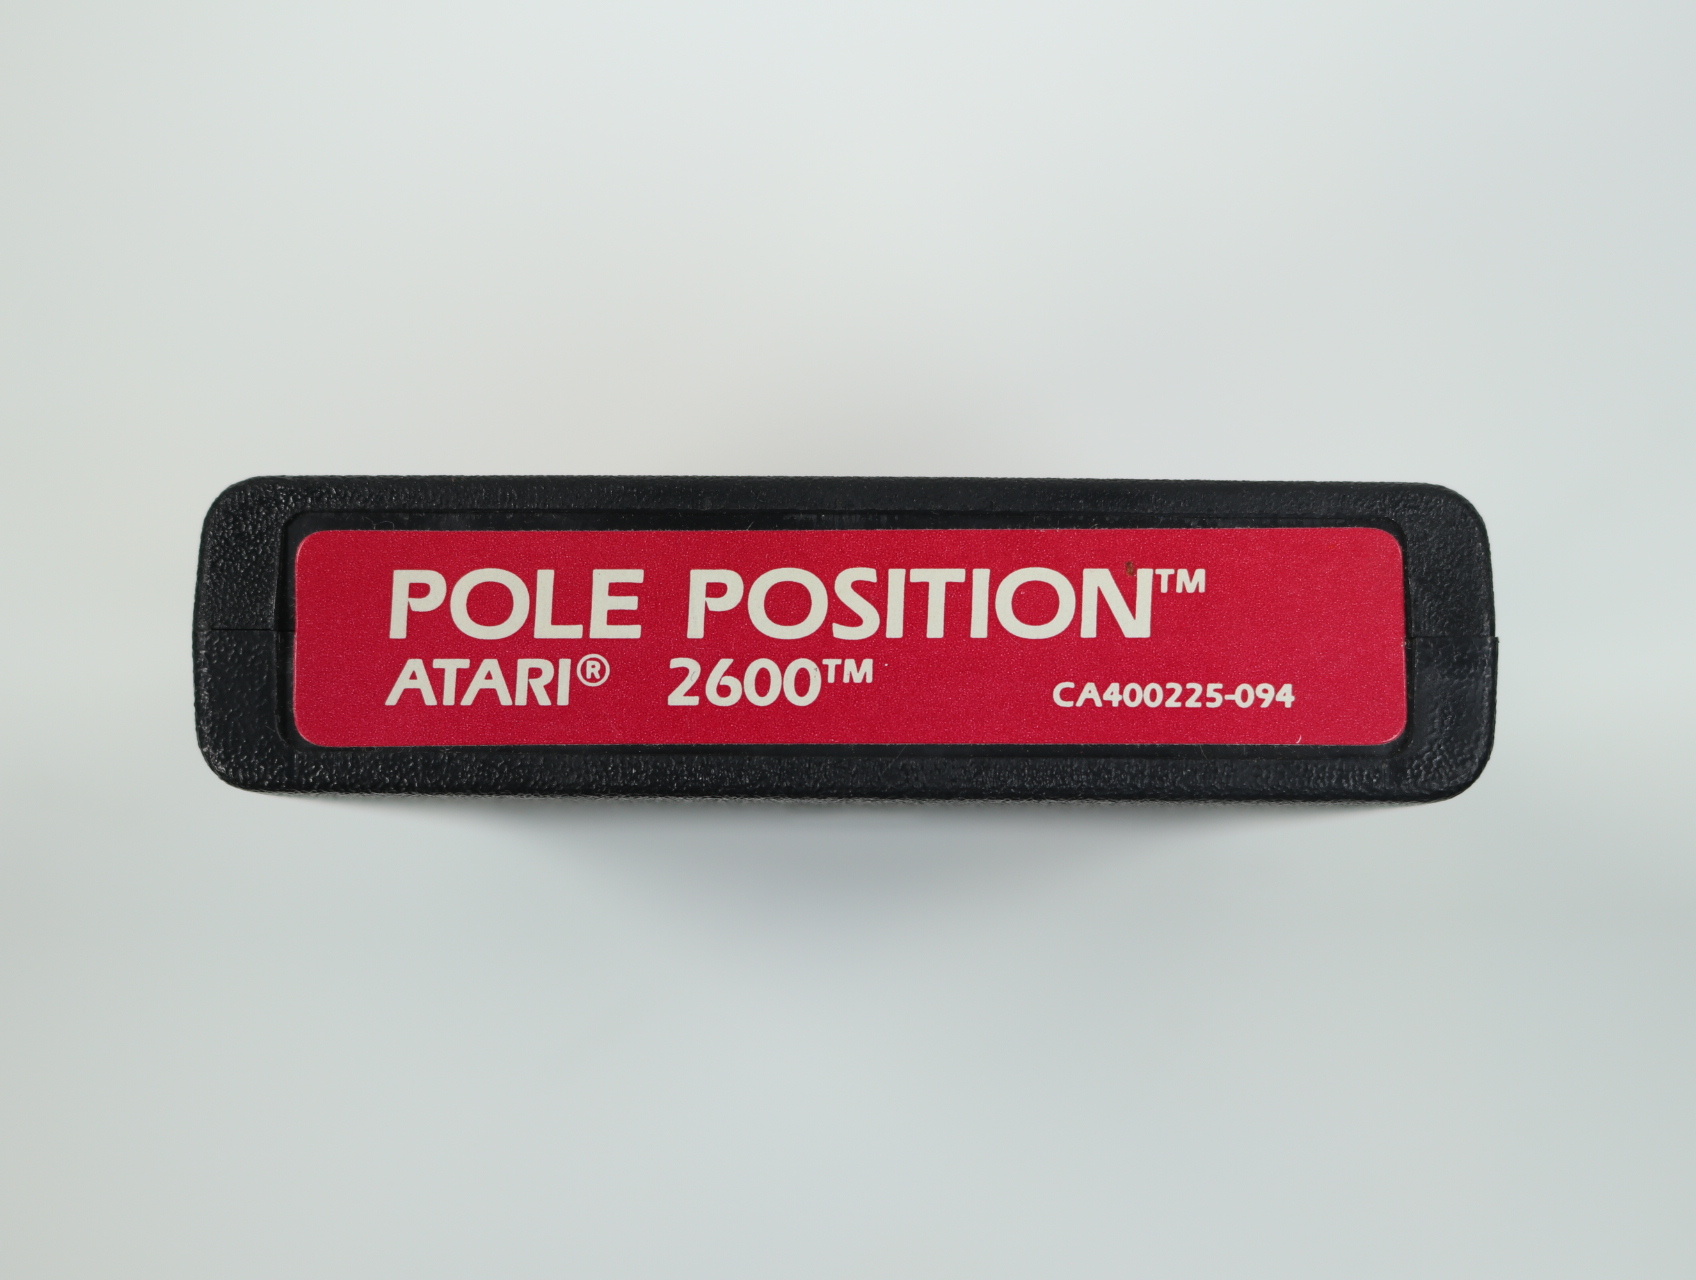 POLE POSITION™
ATARI® 2600™ CA400225-094